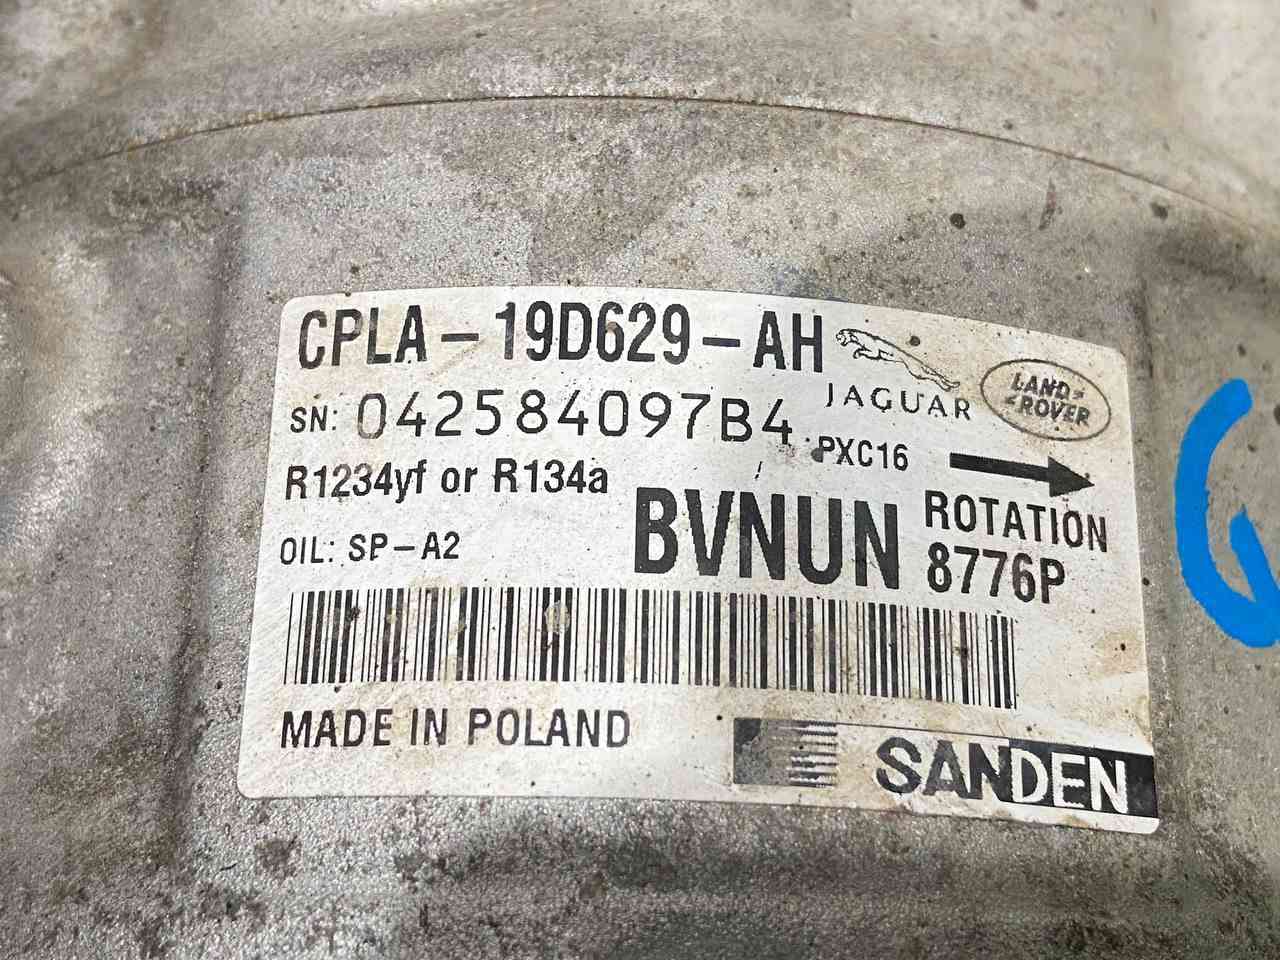 CPLA-19D629-AH
JAGUAR
LAND
ROVER
SN: 042584097B4
PXC16
R1234yf or R134a
ROTATION
OIL: SP-A2
BVNUN
8776P
MADE IN POLAND
SANDEN